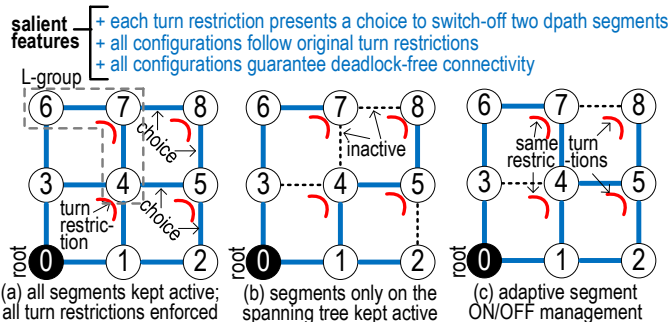 salient features
+ each turn restriction presents a choice to switch-off two dpath segments
+ all configurations follow original turn restrictions
+ all configurations guarantee deadlock-free connectivity
L-group
6 7 8
choice
3 4 5
turn restric-tion
choice
root
0 1 2
(a) all segments kept active;
all turn restrictions enforced
6 7 8
inactive
3 4 5
root
0 1 2
(b) segments only on the
spanning tree kept active
6 7 8
same turn
restric -tions
3 4 5
root
0 1 2
(c) adaptive segment
ON/OFF management